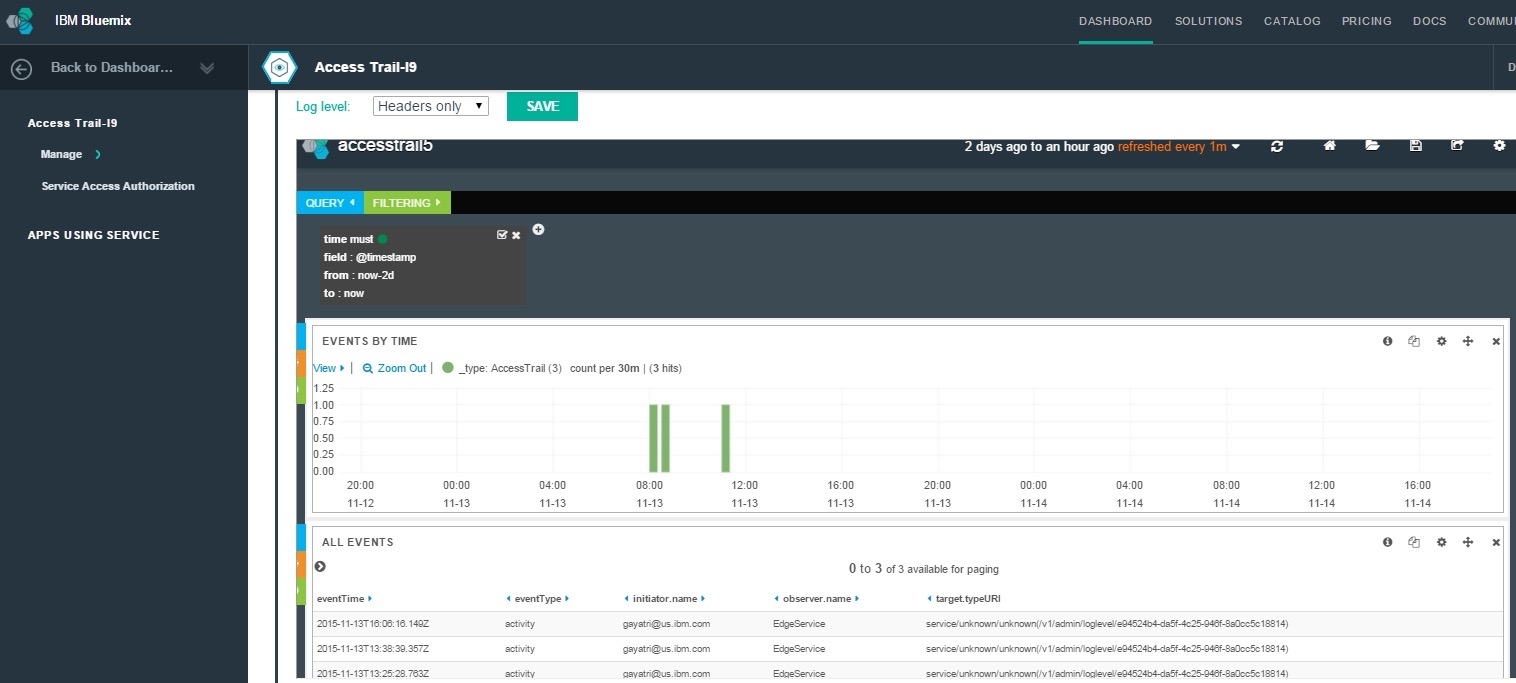 IBM Bluemix
DASHBOARD SOLUTIONS CATALOG PRICING DOCS COMMU
Back to Dashboar...
Access Trail-I9
D
Access Trail-I9
Manage
Service Access Authorization
APPS USING SERVICE
Log level: Headers only SAVE
accesstrail5
2 days ago to an hour ago refreshed every 1m
QUERY FILTERING
time must
field : @timestamp
from : now-2d
to : now
EVENTS BY TIME
View | Zoom Out | _type: AccessTrail (3) count per 30m | (3 hits)
1.25
1.00
0.75
0.50
0.25
0.00
20:00 00:00 04:00 08:00 12:00 16:00 20:00 00:00 04:00 08:00 12:00 16:00
11-12 11-13 11-13 11-13 11-13 11-13 11-13 11-14 11-14 11-14 11-14 11-14
ALL EVENTS
0 to 3 of 3 available for paging
eventTime eventType initiator.name observer.name target.typeURI
2015-11-13T16:06:16.149Z activity gayatri@us.ibm.com EdgeService service/unknown/unknown(/v1/admin/loglevel/e94524b4-da5f-4c25-946f-8a0cc5c18814)
2015-11-13T13:38:39.357Z activity gayatri@us.ibm.com EdgeService service/unknown/unknown(/v1/admin/loglevel/e94524b4-da5f-4c25-946f-8a0cc5c18814)
2015-11-13T13:25:28.763Z activity gayatri@us.ibm.com EdgeService service/unknown/unknown(/v1/admin/loglevel/e94524b4-da5f-4c25-946f-8a0cc5c18814)